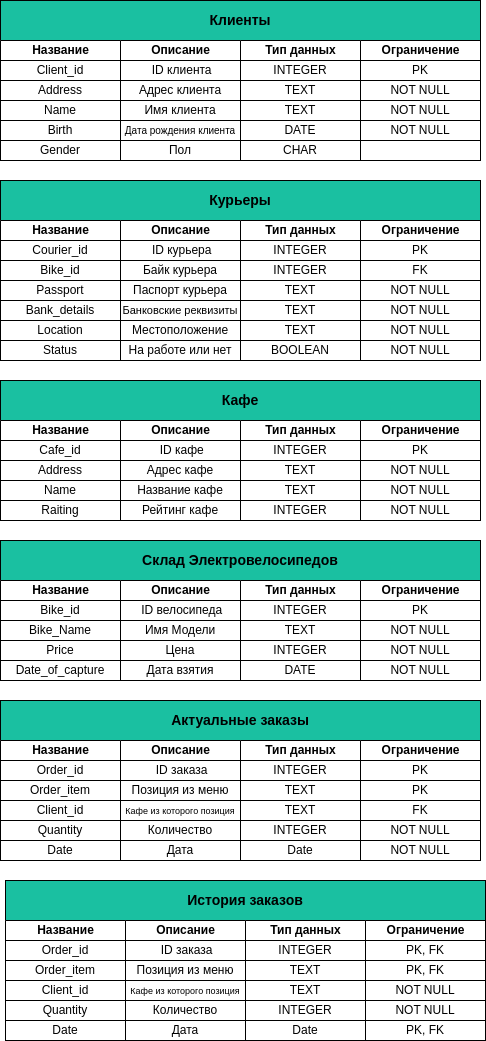 Клиенты
Название Описание Тип данных Ограничение
Client_id ID клиента INTEGER PK
Address Адрес клиента TEXT NOT NULL
Name Имя клиента TEXT NOT NULL
Birth Дата рождения клиента DATE NOT NULL
Gender Пол CHAR
Курьеры
Название Описание Тип данных Ограничение
Courier_id ID курьера INTEGER PK
Bike_id Байк курьера INTEGER FK
Passport Паспорт курьера TEXT NOT NULL
Bank_details Банковские реквизиты TEXT NOT NULL
Location Местоположение TEXT NOT NULL
Status На работе или нет BOOLEAN NOT NULL
Кафе
Название Описание Тип данных Ограничение
Cafe_id ID кафе INTEGER PK
Address Адрес кафе TEXT NOT NULL
Name Название кафе TEXT NOT NULL
Raiting Рейтинг кафе INTEGER NOT NULL
Склад Электровелосипедов
Название Описание Тип данных Ограничение
Bike_id ID велосипеда INTEGER PK
Bike_Name Имя Модели TEXT NOT NULL
Price Цена INTEGER NOT NULL
Date_of_capture Дата взятия DATE NOT NULL
Актуальные заказы
Название Описание Тип данных Ограничение
Order_id ID заказа INTEGER PK
Order_item Позиция из меню TEXT PK
Client_id Кафе из которого позиция TEXT FK
Quantity Количество INTEGER NOT NULL
Date Дата Date NOT NULL
История заказов
Название Описание Тип данных Ограничение
Order_id ID заказа INTEGER PK, FK
Order_item Позиция из меню TEXT PK, FK
Client_id Кафе из которого позиция TEXT NOT NULL
Quantity Количество INTEGER NOT NULL
Date Дата Date PK, FK